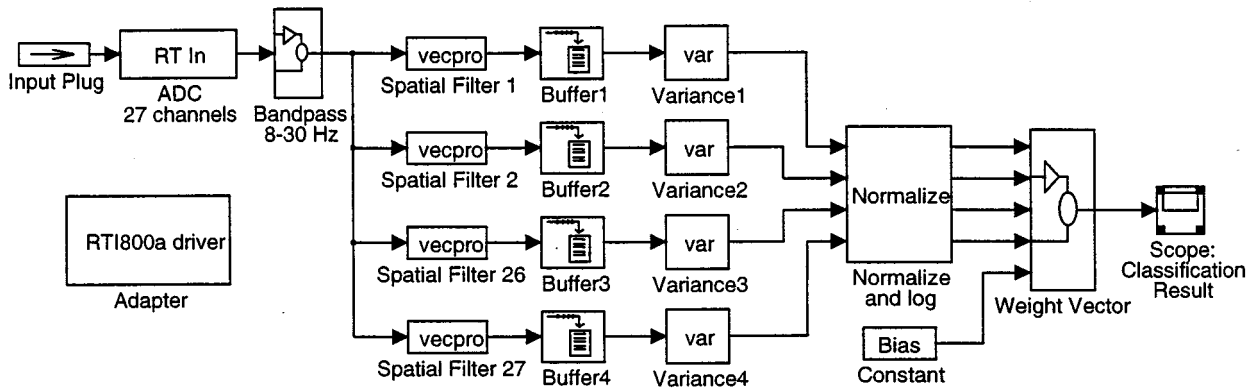 Input Plug
RT In
ADC
27 channels
Bandpass
8-30 Hz
vecpro
Spatial Filter 1
Buffer1
var
Variance1
vecpro
Spatial Filter 2
Buffer2
var
Variance2
vecpro
Spatial Filter 26
Buffer3
var
Variance3
vecpro
Spatial Filter 27
Buffer4
var
Variance4
RTI800a driver
Adapter
Normalize
Normalize
and log
Weight Vector
Bias
Constant
Scope:
Classification
Result